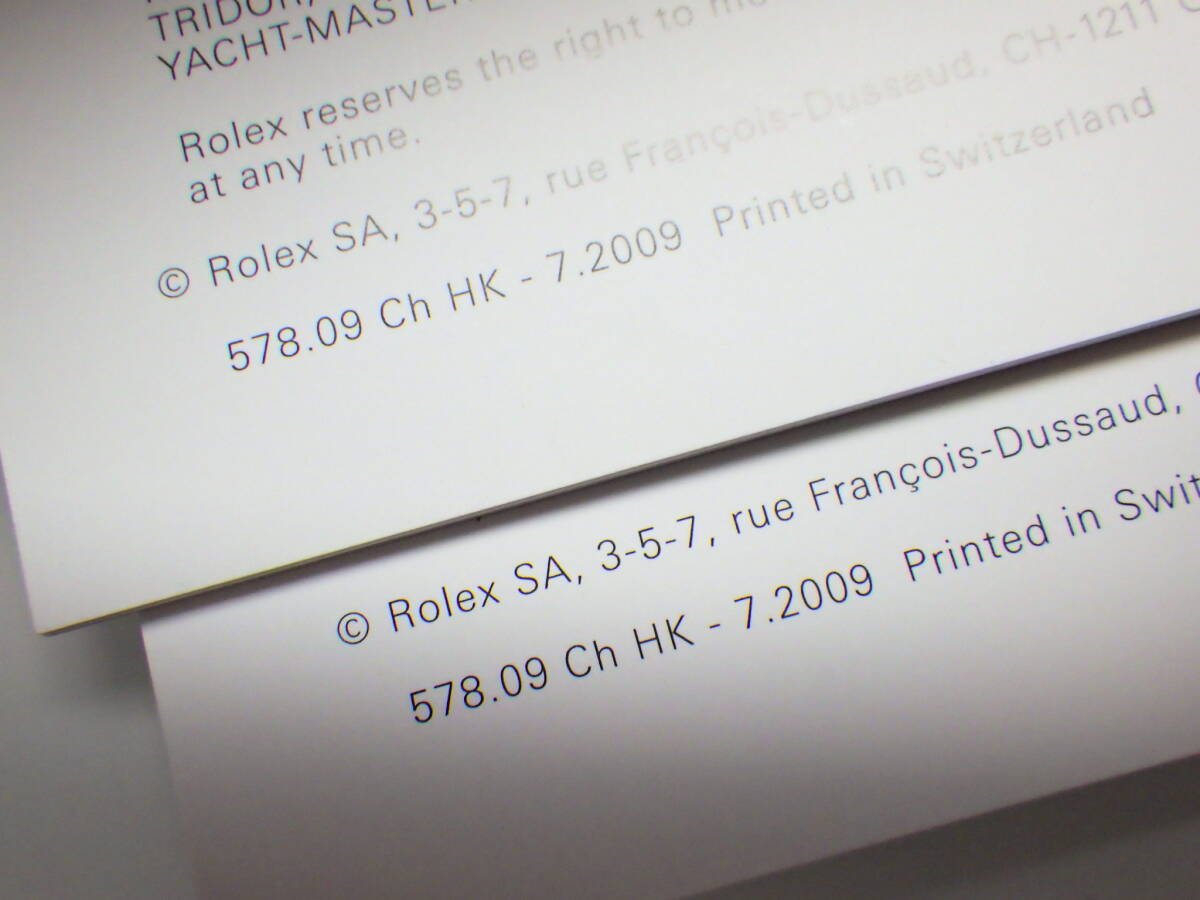 TRIDOR,
YACHT-MASTER
Rolex reserves the right to
at any time.
© Rolex SA, 3-5-7, rue François-Dussaud, CH-1211
578.09 Ch HK - 7.2009 Printed in Switzerland
© Rolex SA, 3-5-7, rue François-Dussaud,
578.09 Ch HK - 7.2009 Printed in Swit